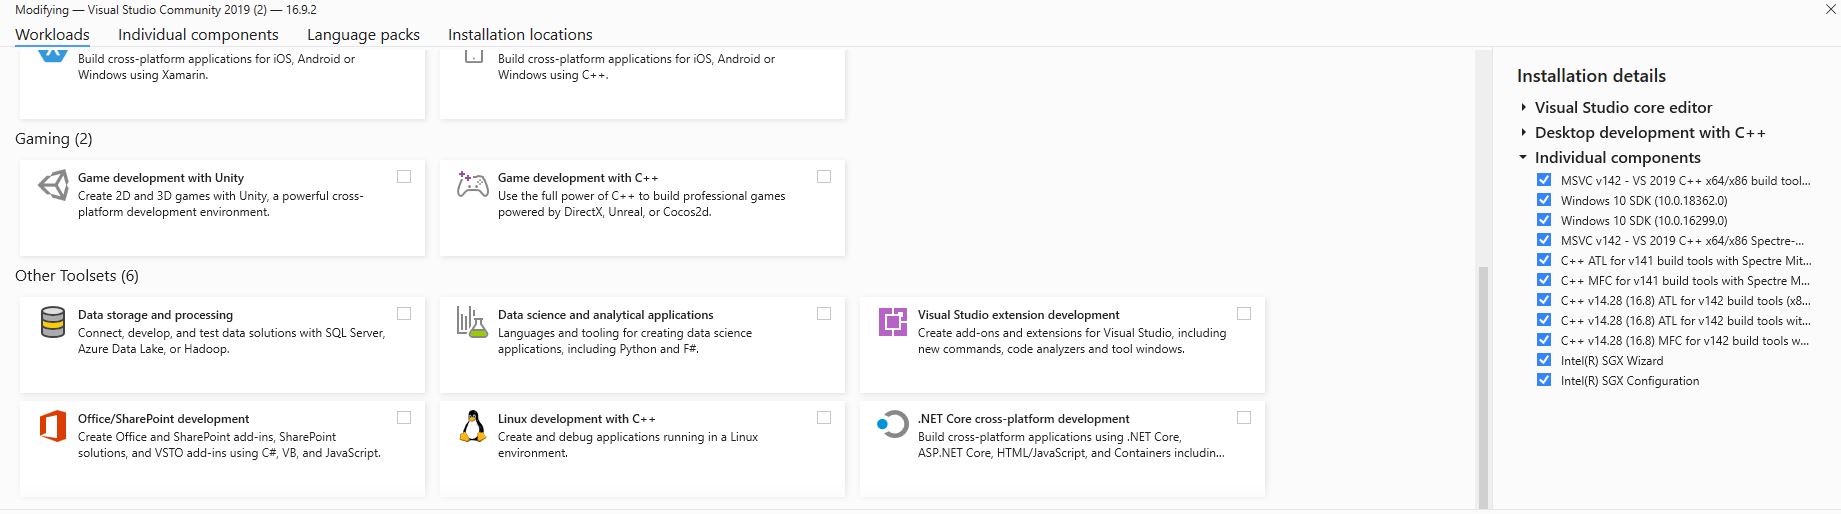 Modifying — Visual Studio Community 2019 (2) — 16.9.2
Workloads Individual components Language packs Installation locations
Build cross-platform applications for iOS, Android or
Windows using Xamarin.
Build cross-platform applications for iOS, Android or
Windows using C++.
Gaming (2)
Game development with Unity
Create 2D and 3D games with Unity, a powerful cross-
platform development environment.
Game development with C++
Use the full power of C++ to build professional games
powered by DirectX, Unreal, or Cocos2d.
Other Toolsets (6)
Data storage and processing
Connect, develop, and test data solutions with SQL Server,
Azure Data Lake, or Hadoop.
Data science and analytical applications
Languages and tooling for creating data science
applications, including Python and F#.
Visual Studio extension development
Create add-ons and extensions for Visual Studio, including
new commands, code analyzers and tool windows.
Office/SharePoint development
Create Office and SharePoint add-ins, SharePoint
solutions, and VSTO add-ins using C#, VB, and JavaScript.
Linux development with C++
Create and debug applications running in a Linux
environment.
.NET Core cross-platform development
Build cross-platform applications using .NET Core,
ASP.NET Core, HTML/JavaScript, and Containers includin...
Installation details
Visual Studio core editor
Desktop development with C++
Individual components
MSVC v142 - VS 2019 C++ x64/x86 build tool...
Windows 10 SDK (10.0.18362.0)
Windows 10 SDK (10.0.16299.0)
MSVC v142 - VS 2019 C++ x64/x86 Spectre-...
C++ ATL for v141 build tools with Spectre Mit...
C++ MFC for v141 build tools with Spectre M...
C++ v14.28 (16.8) ATL for v142 build tools (x8...
C++ v14.28 (16.8) ATL for v142 build tools wit...
C++ v14.28 (16.8) MFC for v142 build tools w...
Intel(R) SGX Wizard
Intel(R) SGX Configuration